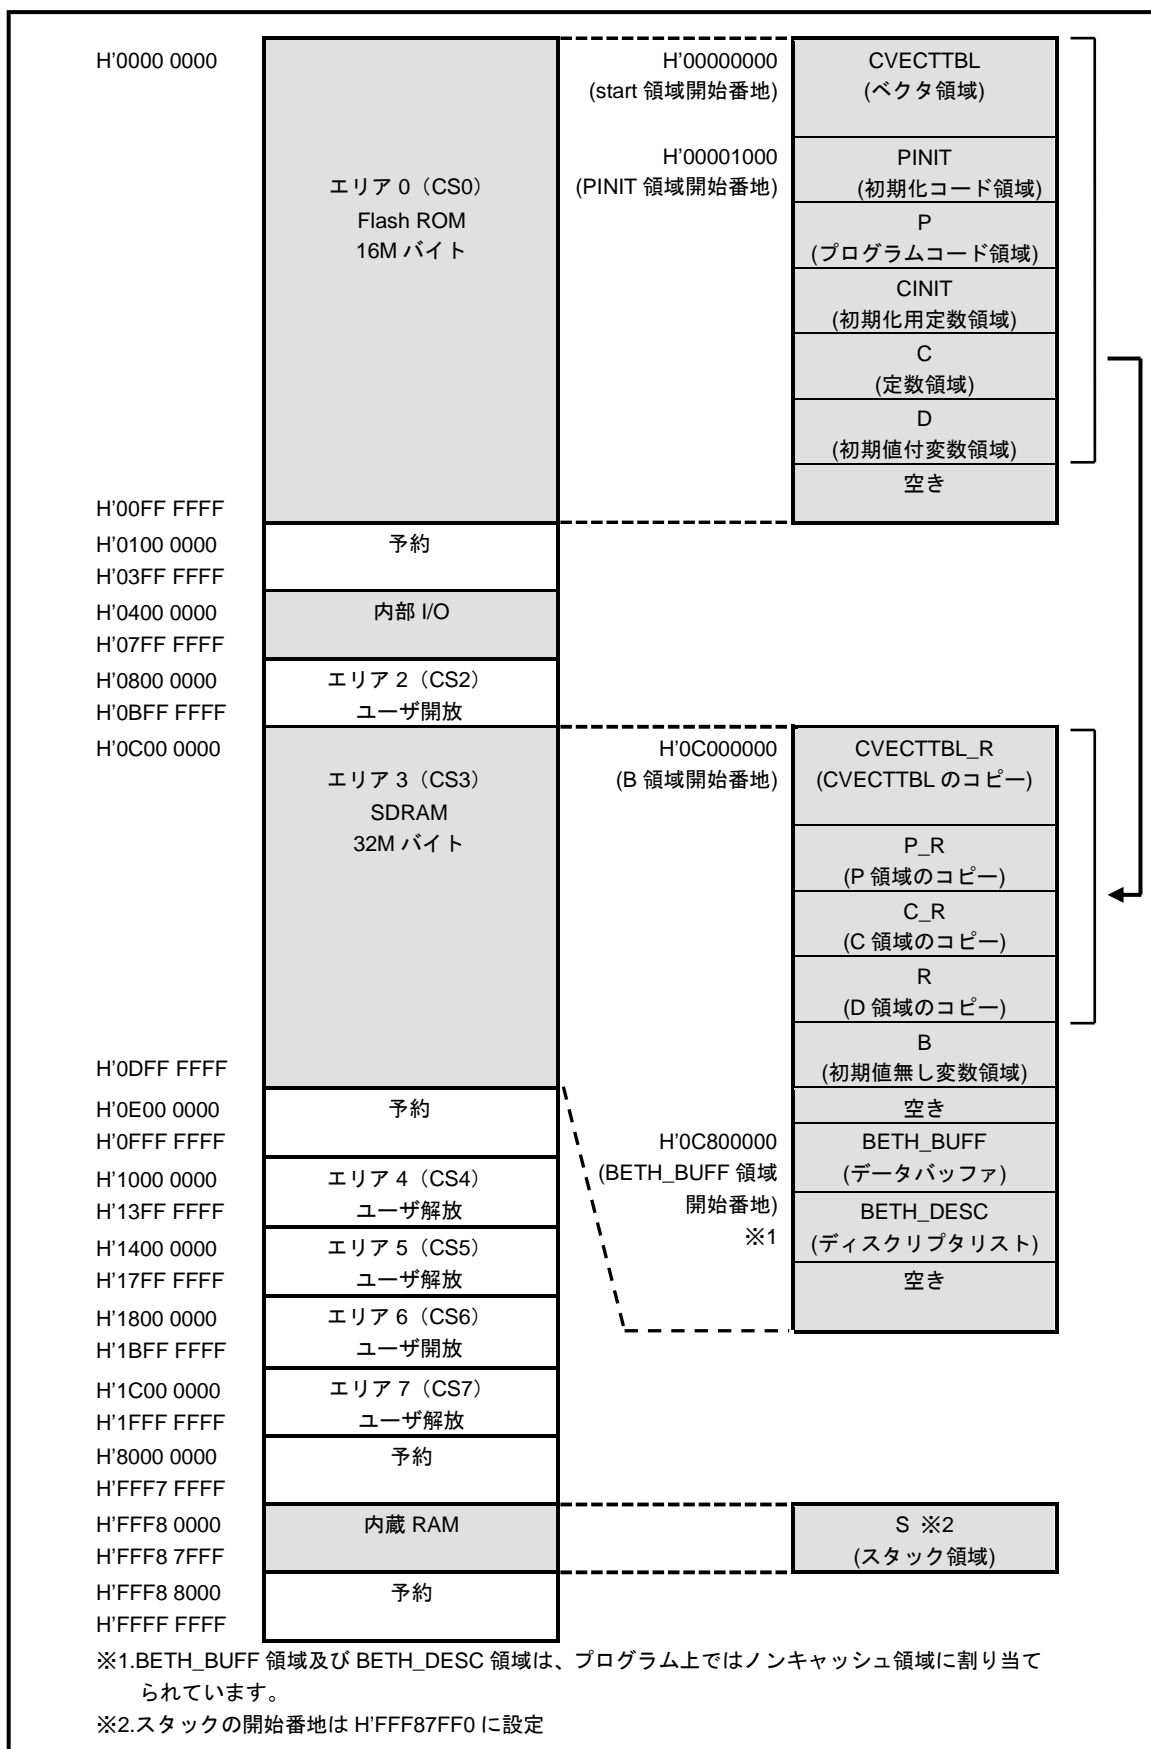 H'0000 0000
エリア 0（CS0）
Flash ROM
16M バイト
H'00FF FFFF
H'00000000
(start 領域開始番地)
H'00001000
(PINIT 領域開始番地)
CVECTTBL
(ベクタ領域)
PINIT
(初期化コード領域)
P
(プログラムコード領域)
CINIT
(初期化用定数領域)
C
(定数領域)
D
(初期値付変数領域)
空き
H'0100 0000
予約
H'03FF FFFF
H'0400 0000
内部 I/O
H'07FF FFFF
H'0800 0000
エリア 2（CS2）
H'0BFF FFFF
ユーザ開放
H'0C00 0000
エリア 3（CS3）
SDRAM
32M バイト
H'0DFF FFFF
H'0C000000
(B 領域開始番地)
CVECTTBL_R
(CVECTTBL のコピー)
P_R
(P 領域のコピー)
C_R
(C 領域のコピー)
R
(D 領域のコピー)
B
(初期値無し変数領域)
空き
H'0C800000
(BETH_BUFF 領域
開始番地)
※1
BETH_BUFF
(データバッファ)
BETH_DESC
(ディスクリプタリスト)
空き
H'0E00 0000
予約
H'0FFF FFFF
H'1000 0000
エリア 4（CS4）
H'13FF FFFF
ユーザ解放
H'1400 0000
エリア 5（CS5）
H'17FF FFFF
ユーザ解放
H'1800 0000
エリア 6（CS6）
H'1BFF FFFF
ユーザ開放
H'1C00 0000
エリア 7（CS7）
H'1FFF FFFF
ユーザ解放
H'8000 0000
予約
H'FFF7 FFFF
H'FFF8 0000
内蔵 RAM
H'FFF8 7FFF
S ※2
(スタック領域)
H'FFF8 8000
予約
H'FFFF FFFF
※1.BETH_BUFF 領域及び BETH_DESC 領域は、プログラム上ではノンキャッシュ領域に割り当て
られています。
※2.スタックの開始番地は H'FFF87FF0 に設定